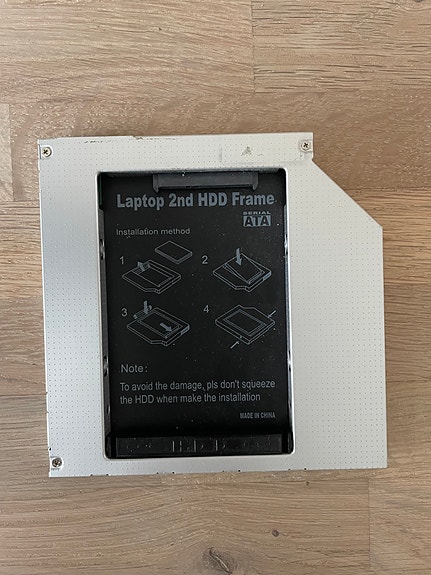 Laptop 2nd HDD Frame
SERIAL
ATA
Installation method
1
2
3
4
Note:
To avoid the damage, pls don't squeeze
the HDD when make the installation
MADE IN CHINA